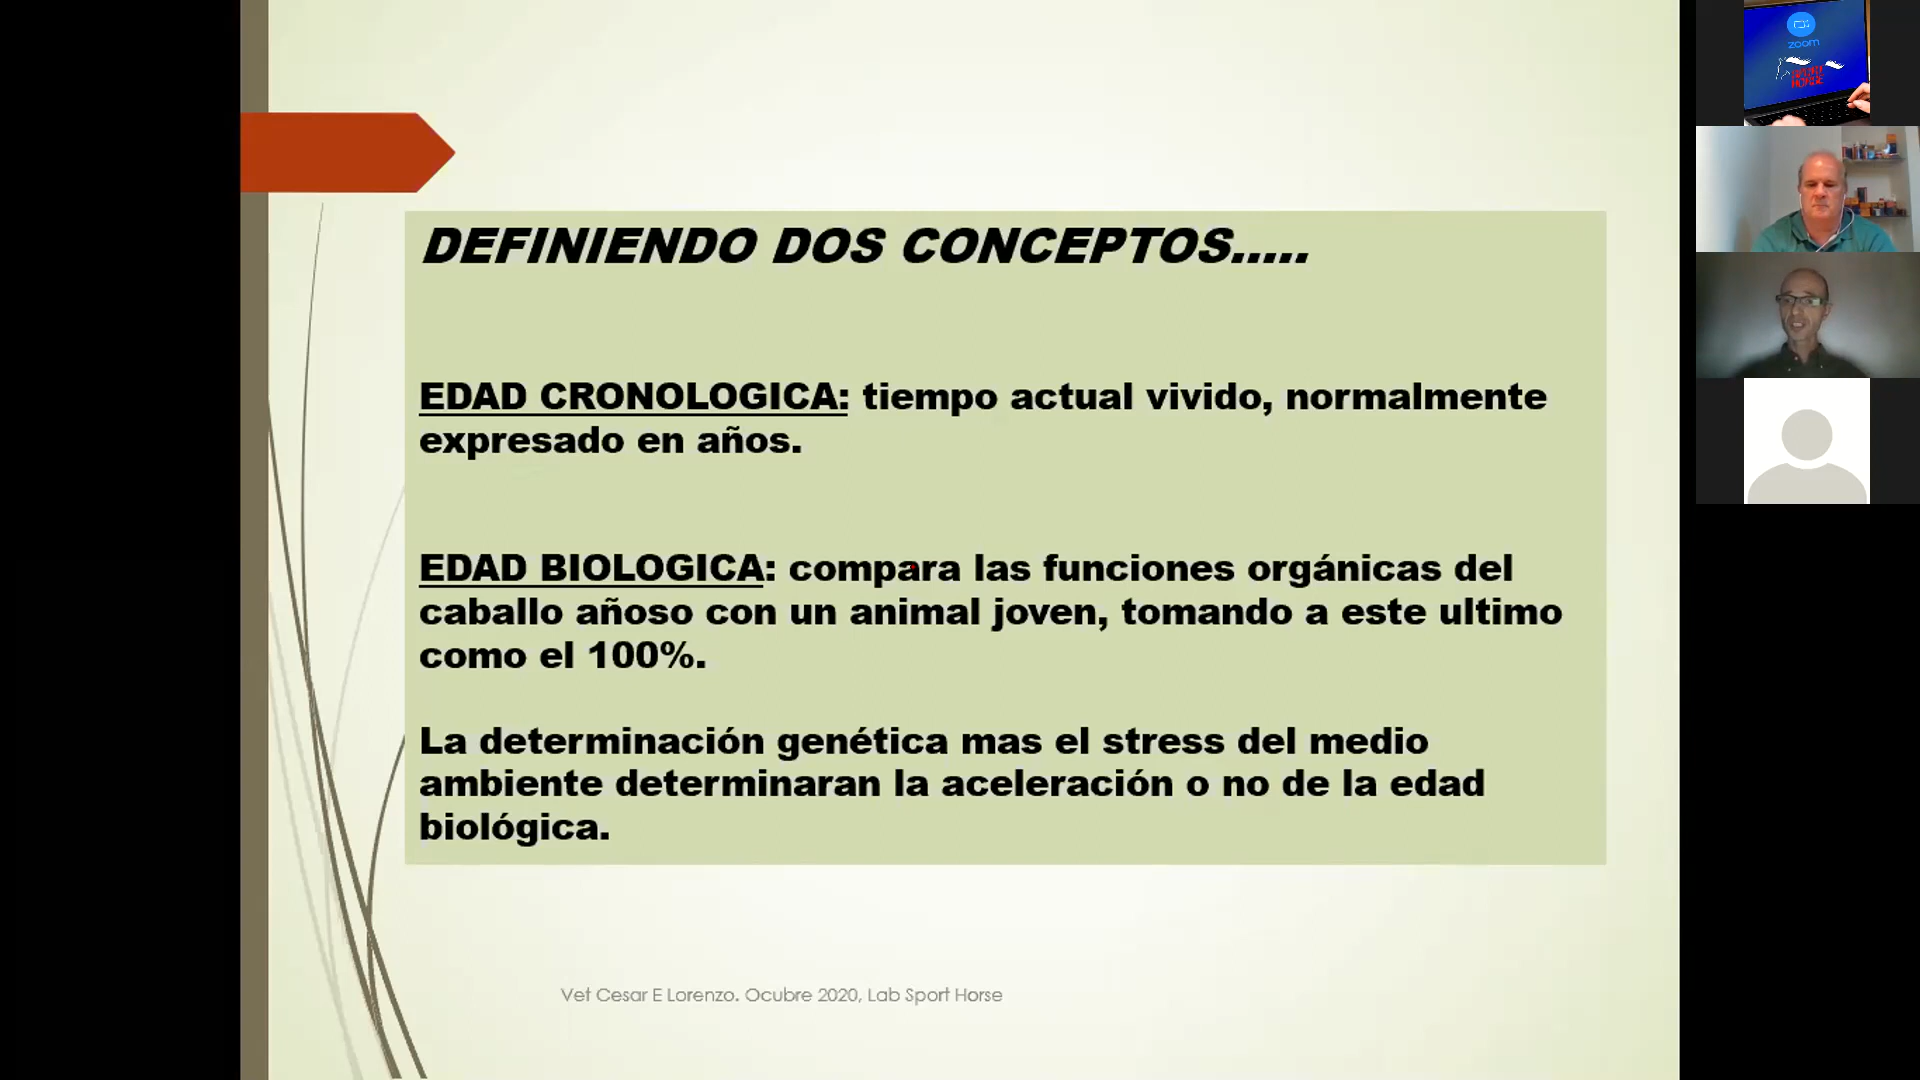 DEFINIENDO DOS CONCEPTOS.....
EDAD CRONOLOGICA: tiempo actual vivido, normalmente
expresado en años.
EDAD BIOLOGICA: compara las funciones orgánicas del
caballo añoso con un animal joven, tomando a este ultimo
como el 100%.
La determinación genética mas el stress del medio
ambiente determinaran la aceleración o no de la edad
biológica.
Vet Cesar E Lorenzo. Ocubre 2020, Lab Sport Horse
zoom